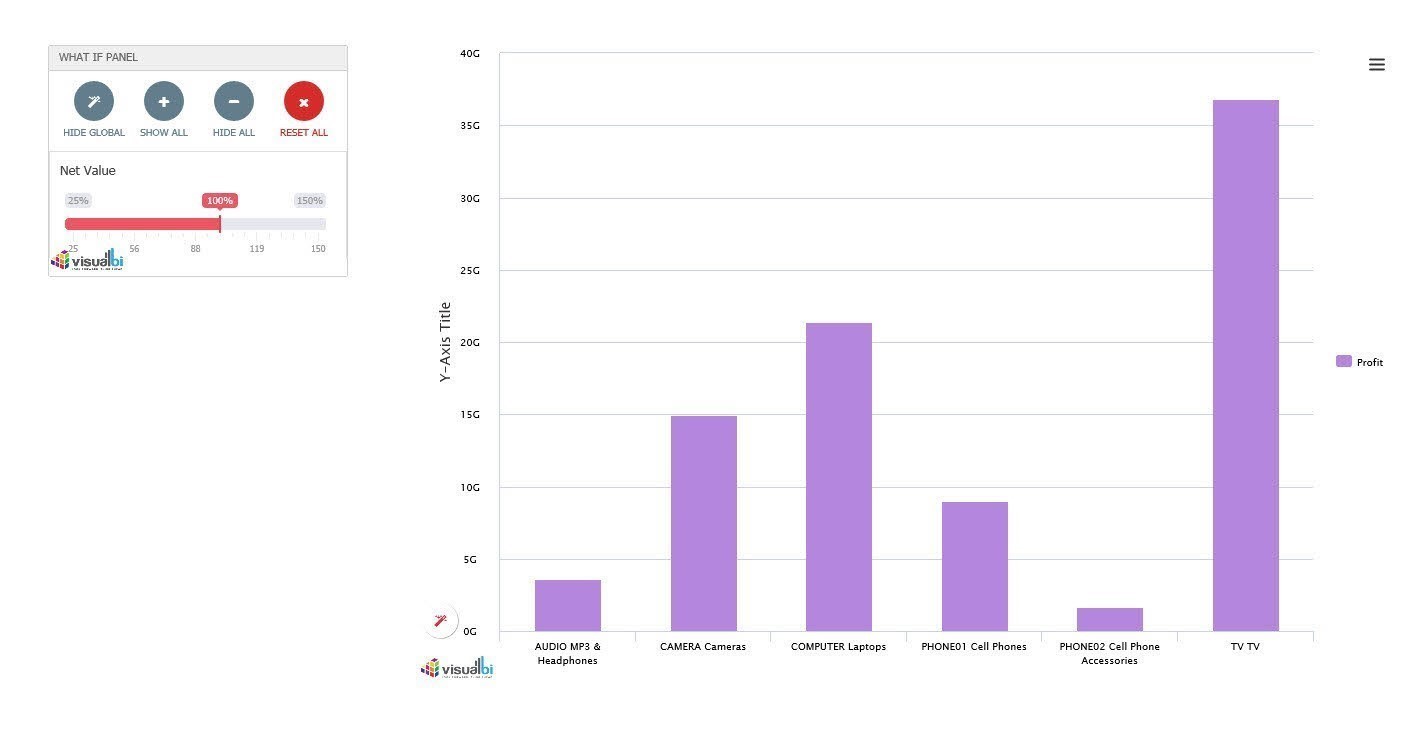 WHAT IF PANEL
HIDE GLOBAL SHOW ALL HIDE ALL RESET ALL
Net Value
25% 100% 150%
25 56 88 119 150
visualbi
40G
35G
30G
25G
20G
15G
10G
5G
0G
Y-Axis Title
Profit
AUDIO MP3 &
Headphones
CAMERA Cameras
COMPUTER Laptops
PHONE01 Cell Phones
PHONE02 Cell Phone
Accessories
TV TV
visualbi